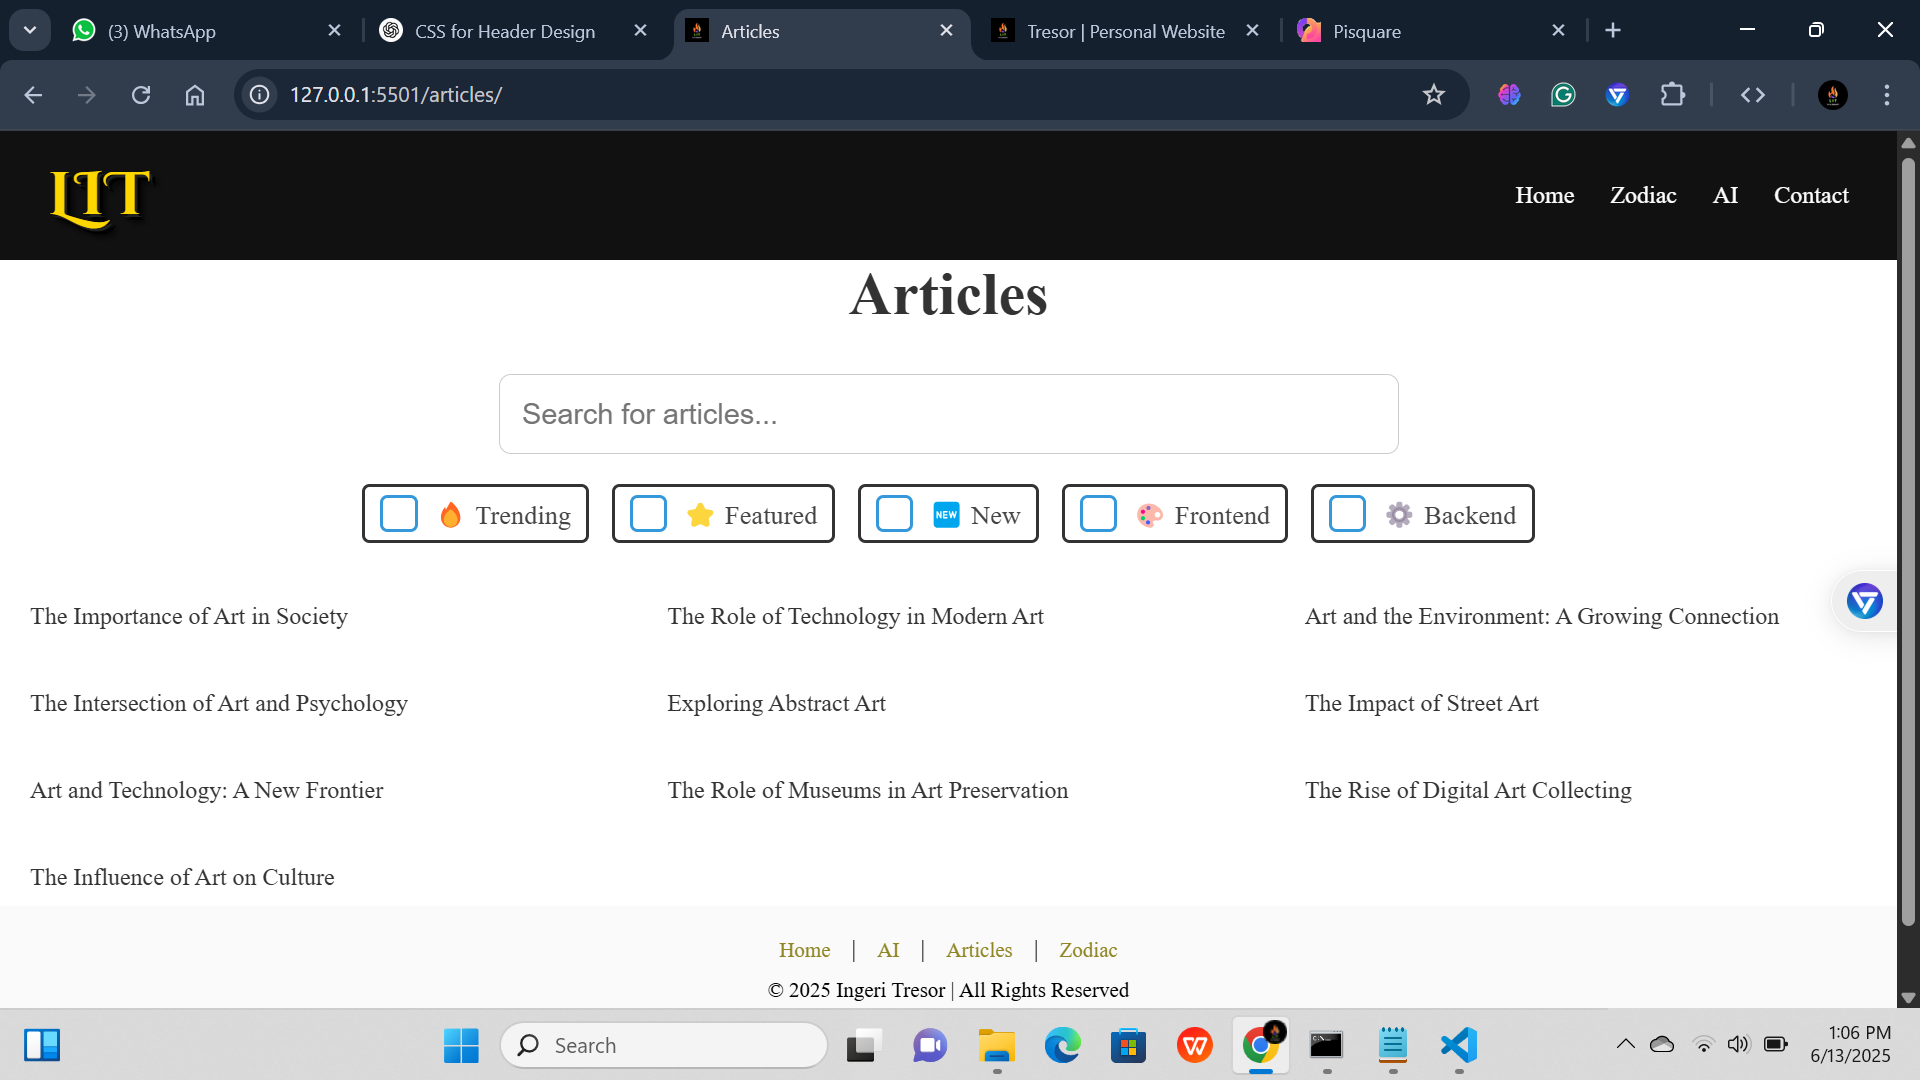 (3) WhatsApp
CSS for Header Design
Articles
Tresor | Personal Website
Pisquare
127.0.0.1:5501/articles/
LIT
Home
Zodiac
AI
Contact
Articles
Search for articles...
Trending
Featured
NEW New
Frontend
Backend
The Importance of Art in Society
The Role of Technology in Modern Art
Art and the Environment: A Growing Connection
The Intersection of Art and Psychology
Exploring Abstract Art
The Impact of Street Art
Art and Technology: A New Frontier
The Role of Museums in Art Preservation
The Rise of Digital Art Collecting
The Influence of Art on Culture
Home | AI | Articles | Zodiac
© 2025 Ingeri Tresor | All Rights Reserved
Search
1:06 PM
6/13/2025